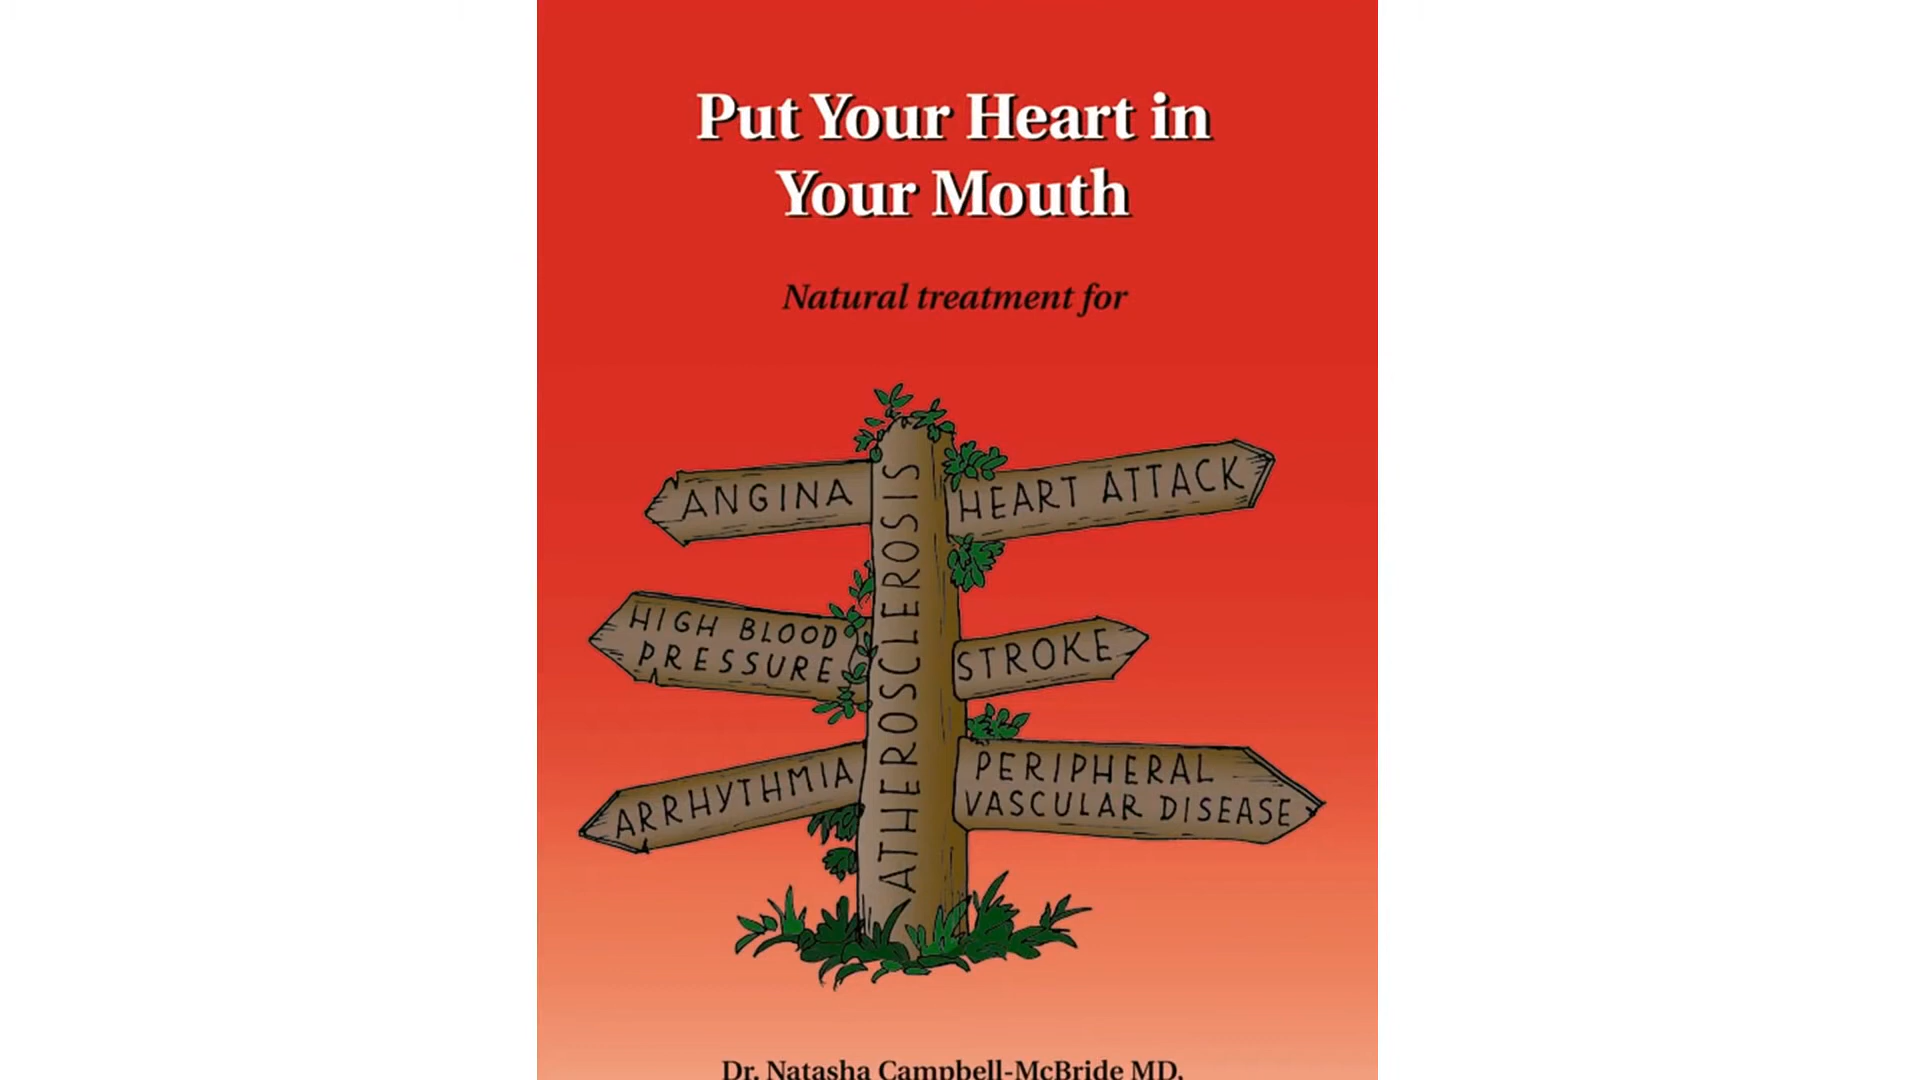 Put Your Heart in
Your Mouth
Natural treatment for
ANGINA
HEART ATTACK
ATHEROSCLEROSIS
HIGH BLOOD
PRESSURE
STROKE
ARRHYTHMIA
PERIPHERAL
VASCULAR DISEASE
Dr. Natasha Campbell-McBride MD,